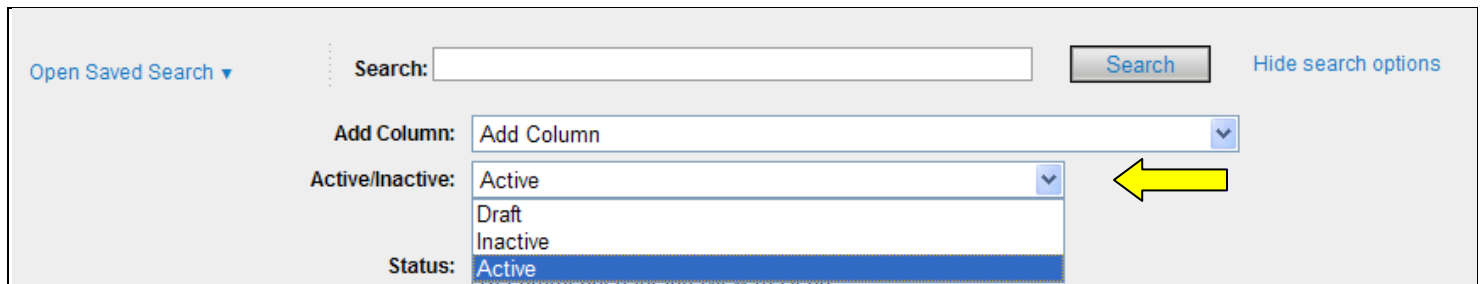 Open Saved Search ▼ Search: Search Hide search options
Add Column: Add Column
Active/Inactive: Active
Draft
Inactive
Status: Active